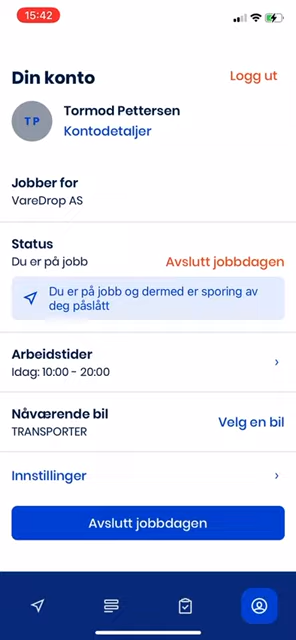 15:42
Din konto
Logg ut
TP
Tormod Pettersen
Kontodetaljer
Jobber for
VareDrop AS
Status
Du er på jobb
Avslutt jobbdagen
Du er på jobb og dermed er sporing av
deg påslått
Arbeidstider
Idag: 10:00 - 20:00
Nåværende bil
TRANSPORTER
Velg en bil
Innstillinger
Avslutt jobbdagen